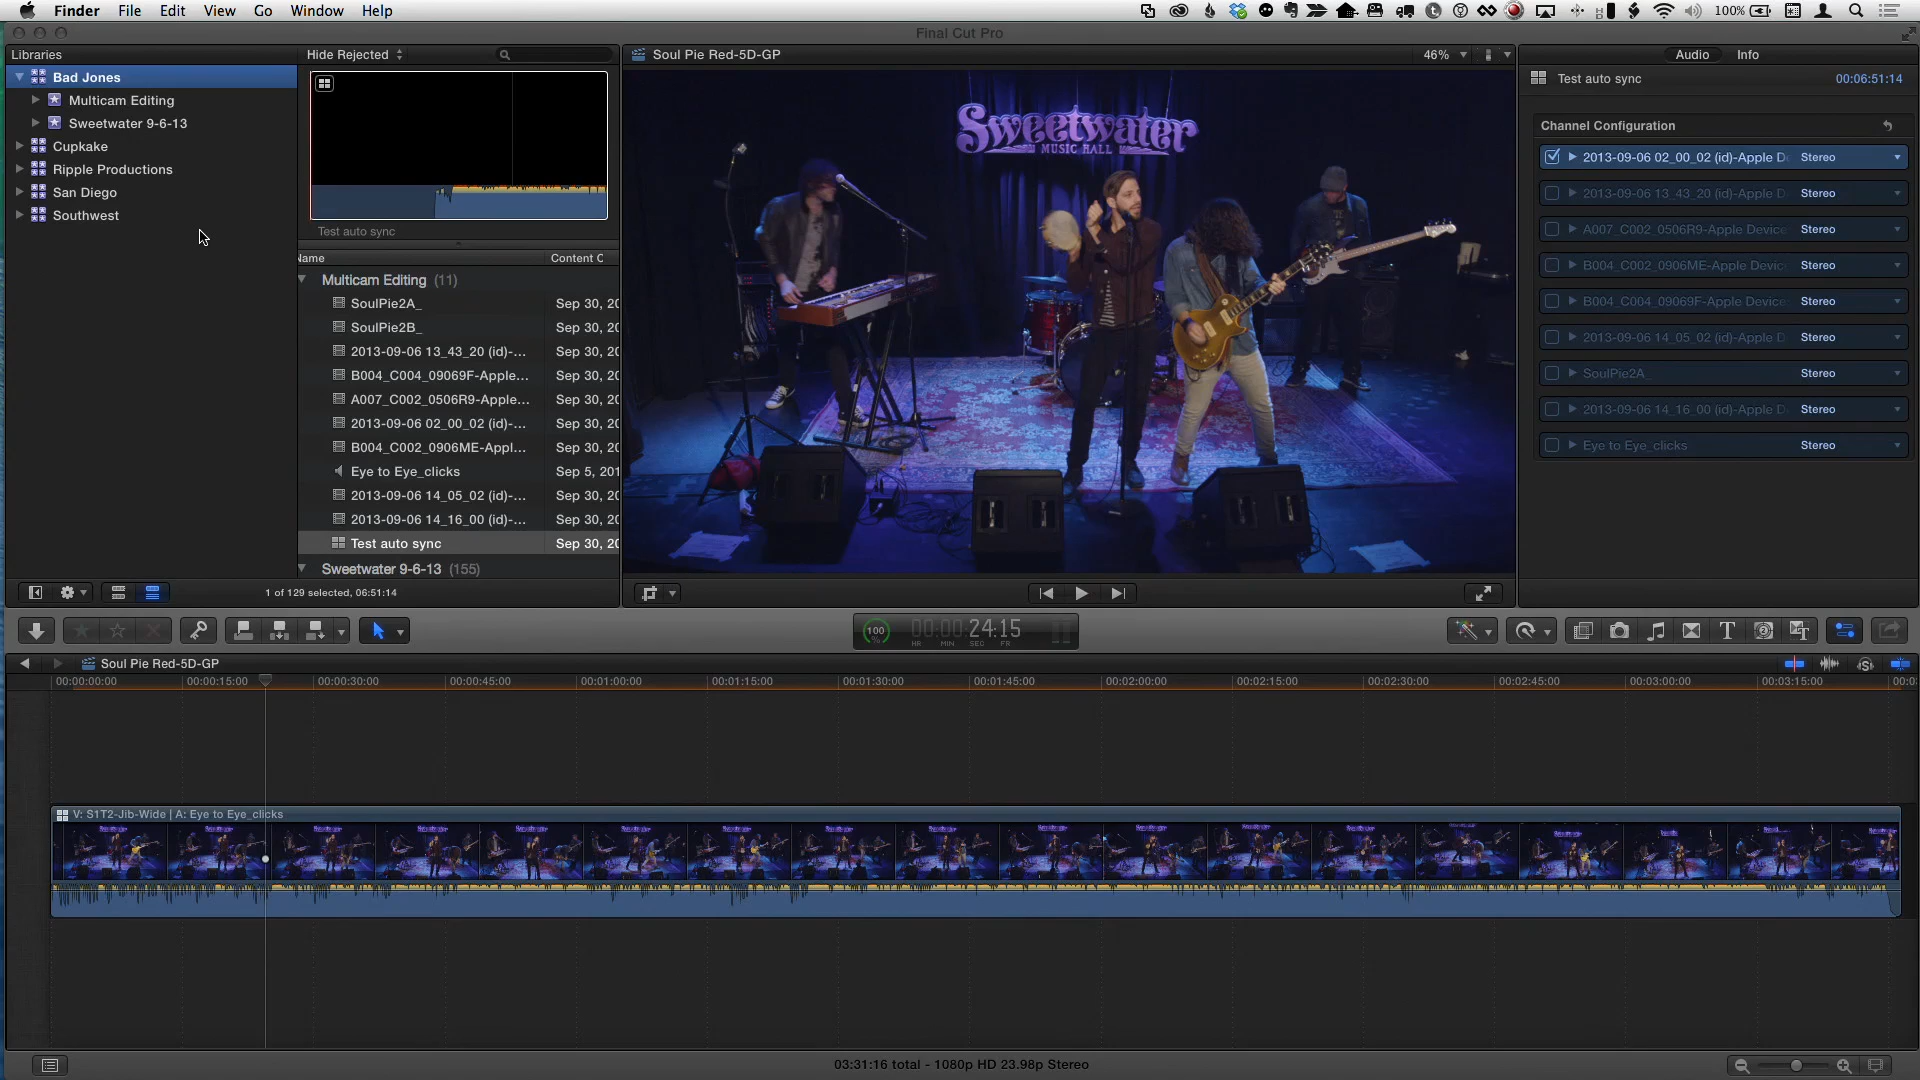 Finder File Edit View Go Window Help 100%
Final Cut Pro
Libraries
Hide Rejected
Bad Jones
Multicam Editing
Sweetwater 9-6-13
Cupkake
Ripple Productions
San Diego
Southwest
Test auto sync
Name Content C
Multicam Editing (11)
SoulPie2A_ Sep 30, 20
SoulPie2B_ Sep 30, 20
2013-09-06 13_43_20 (id)-... Sep 30, 20
B004_C004_09069F-Apple... Sep 30, 20
A007_C002_0506R9-Apple... Sep 30, 20
2013-09-06 02_00_02 (id)-... Sep 30, 20
B004_C002_0906ME-Appl... Sep 30, 20
Eye to Eye_clicks Sep 5, 201
2013-09-06 14_05_02 (id)-... Sep 30, 20
2013-09-06 14_16_00 (id)-... Sep 30, 20
Test auto sync Sep 30, 20
Sweetwater 9-6-13 (155)
1 of 129 selected, 06:51:14
Soul Pie Red-5D-GP 46%
Sweetwater
MUSIC HALL
Audio Info
Test auto sync 00:06:51:14
Channel Configuration
2013-09-06 02_00_02 (id)-Apple D Stereo
2013-09-06 13_43_20 (id)-Apple D Stereo
A007_C002_0506R9-Apple Device Stereo
B004_C002_0906ME-Apple Devic Stereo
B004_C004_09069F-Apple Device Stereo
2013-09-06 14_05_02 (id)-Apple D Stereo
SoulPie2A_ Stereo
2013-09-06 14_16_00 (id)-Apple D Stereo
Eye to Eye_clicks Stereo
100 00:00:24:15
HR MIN SEC FR
Soul Pie Red-5D-GP
00:00:00:00 00:00:15:00 00:00:30:00 00:00:45:00 00:01:00:00 00:01:15:00 00:01:30:00 00:01:45:00 00:02:00:00 00:02:15:00 00:02:30:00 00:02:45:00 00:03:00:00 00:03:15:00 00:0
V: S1T2-Jib-Wide | A: Eye to Eye_clicks
03:31:16 total - 1080p HD 23.98p Stereo